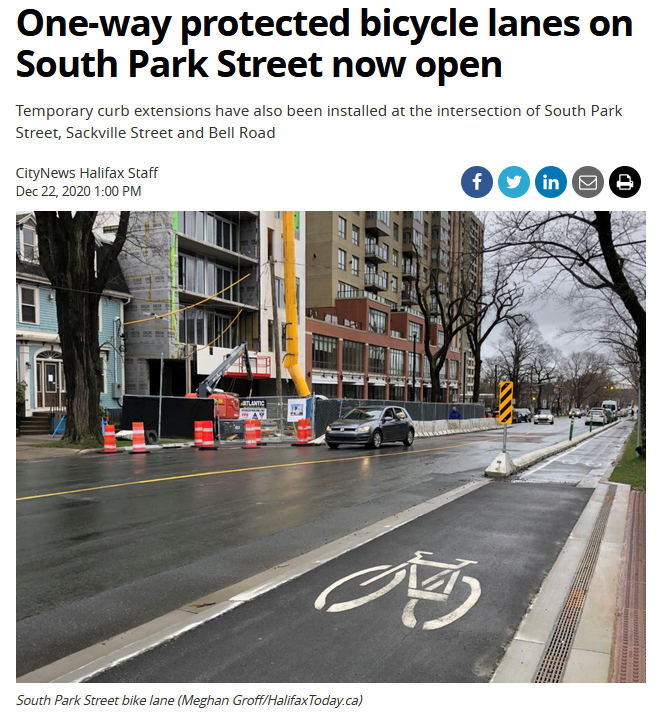 One-way protected bicycle lanes on
South Park Street now open
Temporary curb extensions have also been installed at the intersection of South Park
Street, Sackville Street and Bell Road
CityNews Halifax Staff
Dec 22, 2020 1:00 PM
ATLANTIC
South Park Street bike lane (Meghan Groff/HalifaxToday.ca)